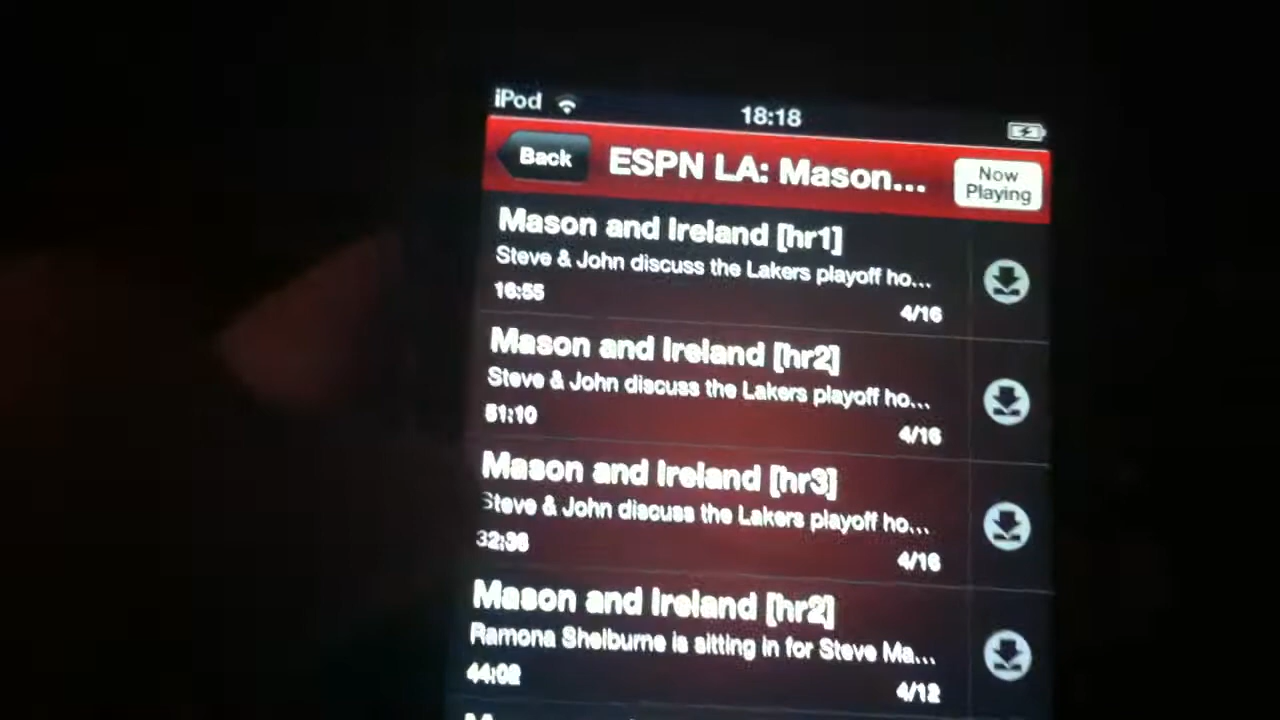 iPod 18:18
Back ESPN LA: Mason... Now Playing
Mason and Ireland [hr1]
Steve & John discuss the Lakers playoff ho...
16:55 4/16
Mason and Ireland [hr2]
Steve & John discuss the Lakers playoff ho...
51:10 4/16
Mason and Ireland [hr3]
Steve & John discuss the Lakers playoff ho...
32:36 4/16
Mason and Ireland [hr2]
Ramona Shelburne is sitting in for Steve Ma...
44:02 4/12